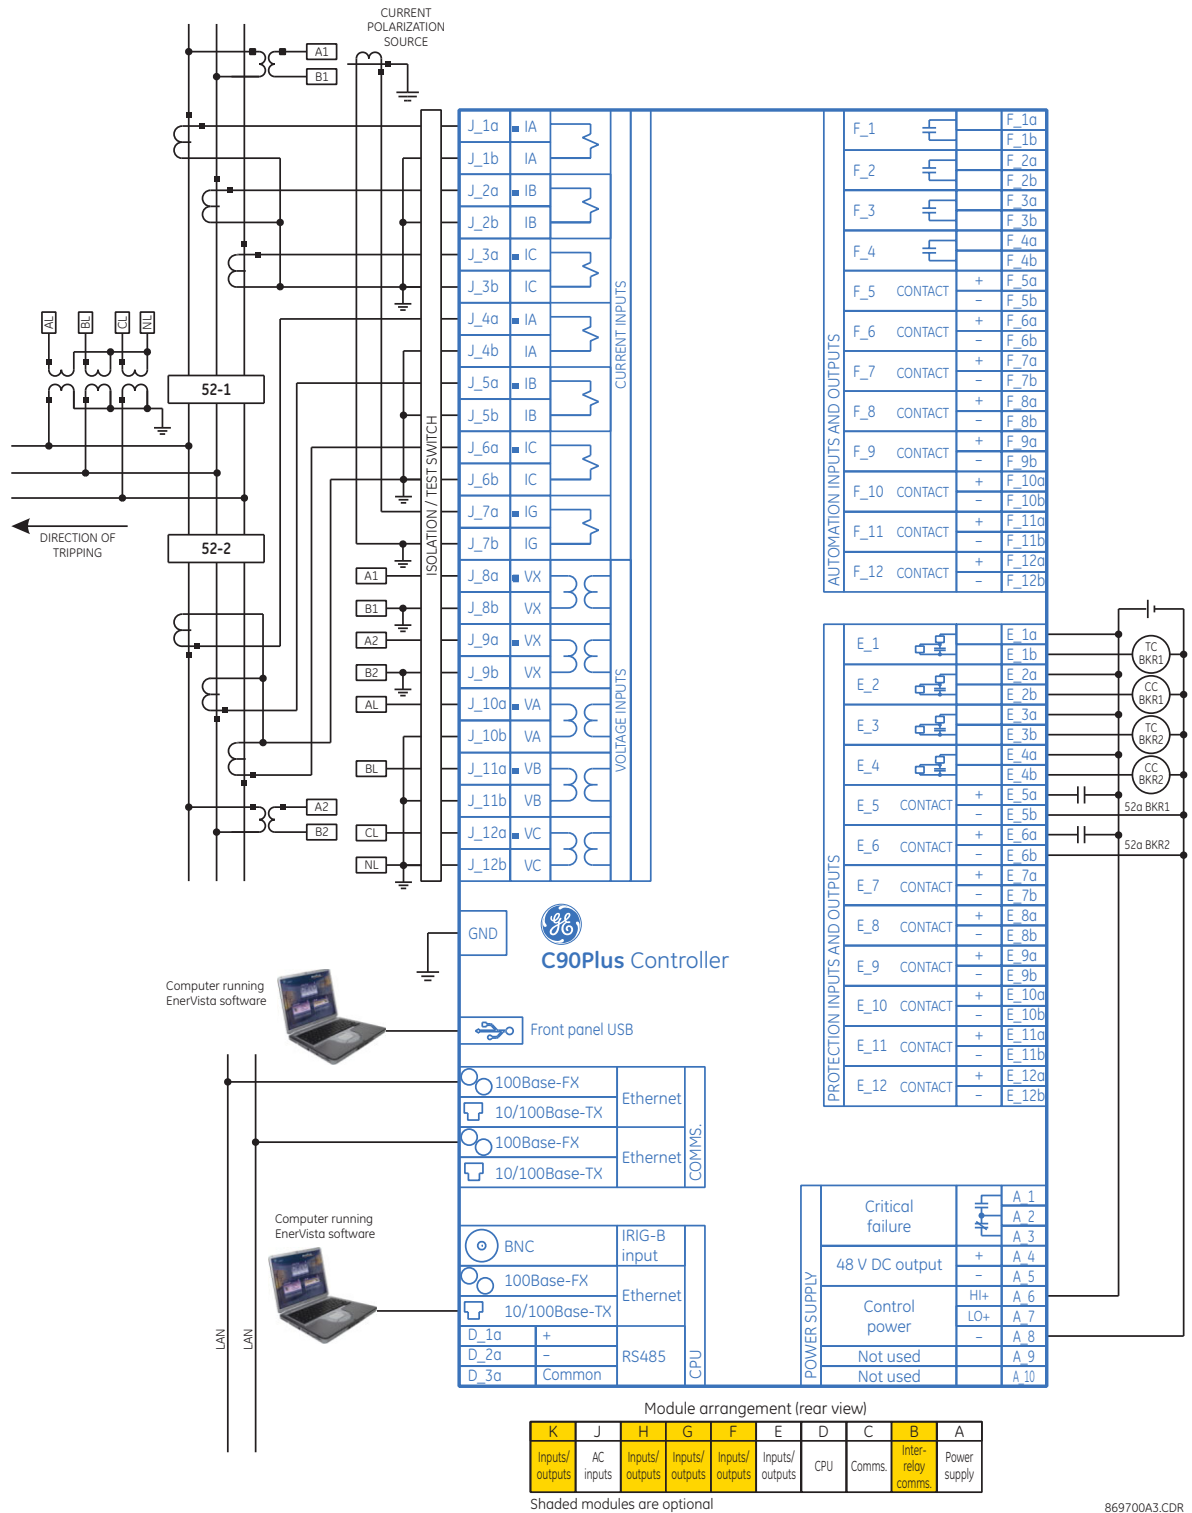 CURRENT
POLARIZATION
SOURCE
A1
B1
J_1a IA
J_1b IA
J_2a IB
J_2b IB
J_3a IC
J_3b IC
J_4a IA
J_4b IA
J_5a IB
J_5b IB
J_6a IC
J_6b IC
J_7a IG
J_7b IG
J_8a VX
J_8b VX
J_9a VX
J_9b VX
J_10a VA
J_10b VA
J_11a VB
J_11b VB
J_12a VC
J_12b VC
CURRENT INPUTS
VOLTAGE INPUTS
ISOLATION / TEST SWITCH
AL
BL
CL
NL
52-1
52-2
DIRECTION OF
TRIPPING
A1
B1
A2
B2
AL
BL
CL
NL
A2
B2
F_1
F_1a
F_1b
F_2
F_2a
F_2b
F_3
F_3a
F_3b
F_4
F_4a
F_4b
F_5 CONTACT
+ F_5a
– F_5b
F_6 CONTACT
+ F_6a
– F_6b
F_7 CONTACT
+ F_7a
– F_7b
F_8 CONTACT
+ F_8a
– F_8b
F_9 CONTACT
+ F_9a
– F_9b
F_10 CONTACT
+ F_10a
– F_10b
F_11 CONTACT
+ F_11a
– F_11b
F_12 CONTACT
+ F_12a
– F_12b
AUTOMATION INPUTS AND OUTPUTS
E_1
E_1a
E_1b
E_2
E_2a
E_2b
E_3
E_3a
E_3b
E_4
E_4a
E_4b
E_5 CONTACT
+ E_5a
– E_5b
E_6 CONTACT
+ E_6a
– E_6b
E_7 CONTACT
+ E_7a
– E_7b
E_8 CONTACT
+ E_8a
– E_8b
E_9 CONTACT
+ E_9a
– E_9b
E_10 CONTACT
+ E_10a
– E_10b
E_11 CONTACT
+ E_11a
– E_11b
E_12 CONTACT
+ E_12a
– E_12b
PROTECTION INPUTS AND OUTPUTS
TC
BKR1
CC
BKR1
TC
BKR2
CC
BKR2
52a BKR1
52a BKR2
GND
GE
C90Plus Controller
Computer running
EnerVista software
Front panel USB
100Base-FX
10/100Base-TX
Ethernet
100Base-FX
10/100Base-TX
Ethernet
COMMS.
Computer running
EnerVista software
BNC
IRIG-B
input
100Base-FX
10/100Base-TX
Ethernet
D_1a +
D_2a –
D_3a Common
RS485
CPU
LAN
LAN
POWER SUPPLY
Critical
failure
A_1
A_2
A_3
48 V DC output
+ A_4
– A_5
Control
power
HI+ A_6
LO+ A_7
– A_8
Not used A_9
Not used A_10
Module arrangement (rear view)
K J H G F E D C B A
Inputs/
outputs
AC
inputs
Inputs/
outputs
Inputs/
outputs
Inputs/
outputs
Inputs/
outputs
CPU
Comms.
Inter-
relay
comms.
Power
supply
Shaded modules are optional
869700A3.CDR